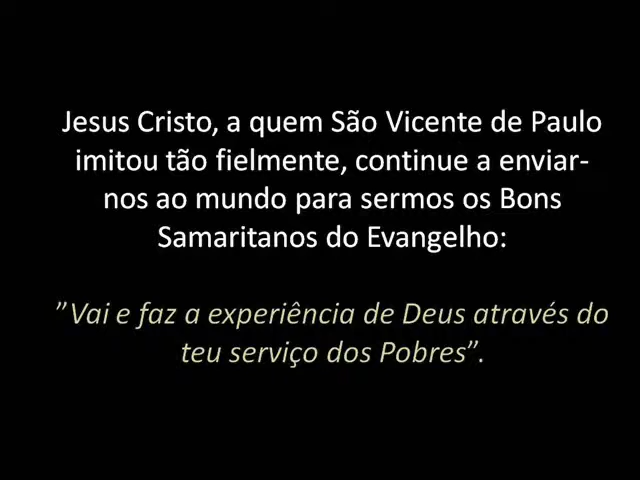 Jesus Cristo, a quem São Vicente de Paulo
imitou tão fielmente, continue a enviar-
nos ao mundo para sermos os Bons
Samaritanos do Evangelho:
”Vai e faz a experiência de Deus através do
teu serviço dos Pobres”.